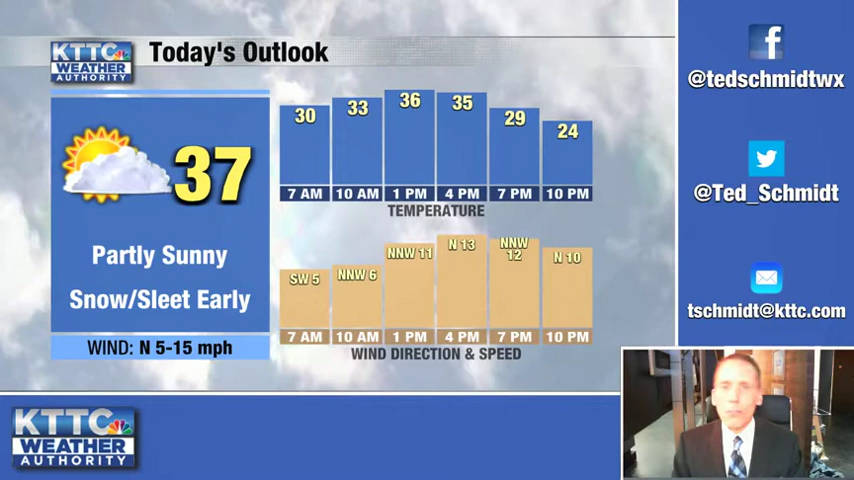 KTTC
WEATHER
AUTHORITY
Today's Outlook
37
Partly Sunny
Snow/Sleet Early
WIND: N 5-15 mph
30 33 36 35 29 24
7 AM 10 AM 1 PM 4 PM 7 PM 10 PM
TEMPERATURE
SW 5 NNW 6 NNW 11 N 13 NNW 12 N 10
7 AM 10 AM 1 PM 4 PM 7 PM 10 PM
WIND DIRECTION & SPEED
@tedschmidtwx
@Ted_Schmidt
tschmidt@kttc.com
KTTC
WEATHER
AUTHORITY